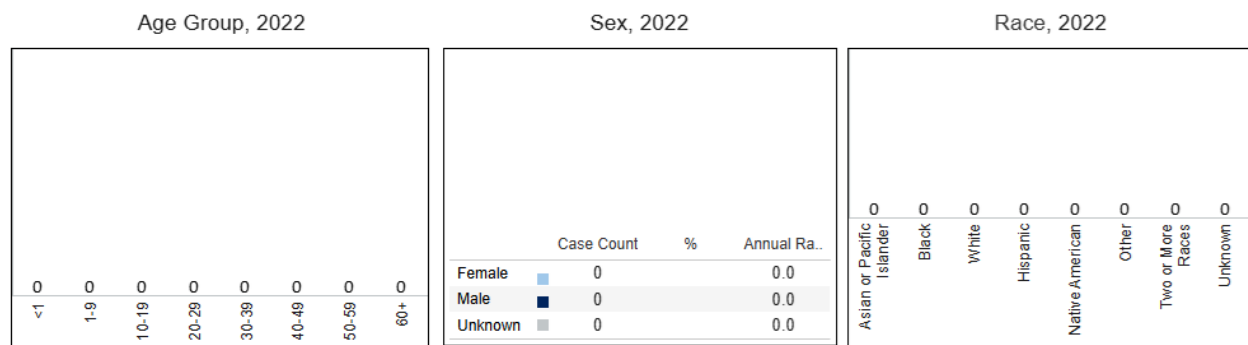 Age Group, 2022
0 0 0 0 0 0 0 0
<1 1-9 10-19 20-29 30-39 40-49 50-59 60+
Sex, 2022
Case Count % Annual Ra..
Female 0 0.0
Male 0 0.0
Unknown 0 0.0
Race, 2022
0 0 0 0 0 0 0 0
Asian or Pacific
Islander
Black
White
Hispanic
Native American
Other
Two or More
Races
Unknown